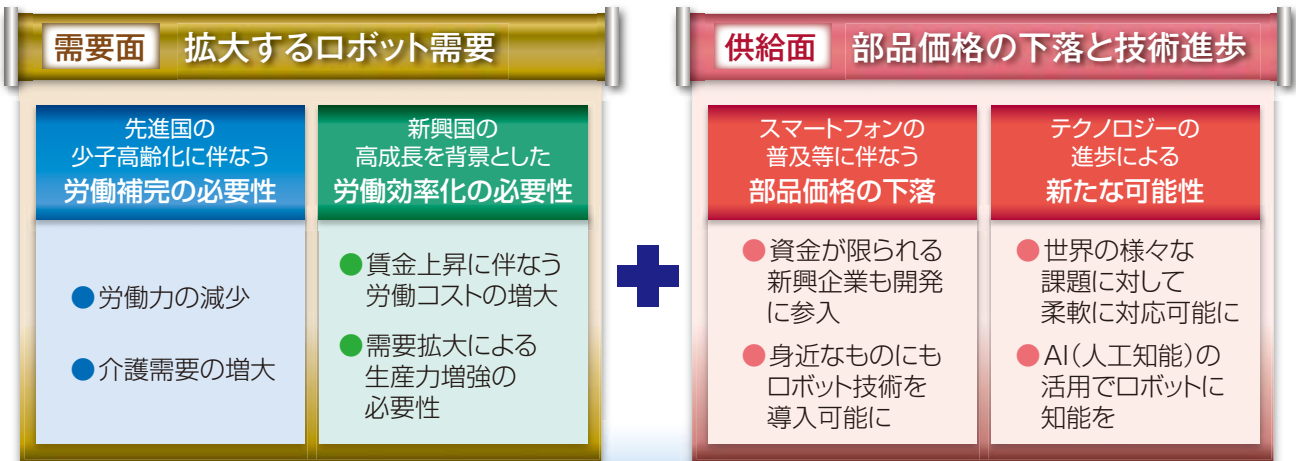 需要面 拡大するロボット需要
先進国の
少子高齢化に伴なう
労働補完の必要性
●労働力の減少
●介護需要の増大
新興国の
高成長を背景とした
労働効率化の必要性
●賃金上昇に伴なう
労働コストの増大
●需要拡大による
生産力増強の
必要性
供給面 部品価格の下落と技術進歩
スマートフォンの
普及等に伴なう
部品価格の下落
●資金が限られる
新興企業も開発
に参入
●身近なものにも
ロボット技術を
導入可能に
テクノロジーの
進歩による
新たな可能性
●世界の様々な
課題に対して
柔軟に対応可能に
●AI(人工知能)の
活用でロボットに
知能を